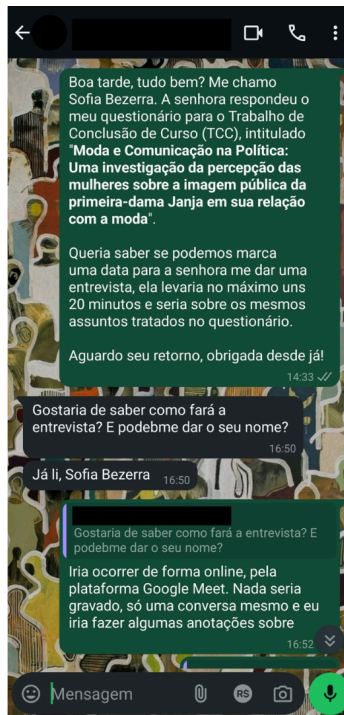 Boa tarde, tudo bem? Me chamo
Sofia Bezerra. A senhora respondeu o
meu questionário para o Trabalho de
Conclusão de Curso (TCC), intitulado
"Moda e Comunicação na Política:
Uma investigação da percepção das
mulheres sobre a imagem pública da
primeira-dama Janja em sua relação
com a moda".
Queria saber se podemos marca
uma data para a senhora me dar uma
entrevista, ela levaria no máximo uns
20 minutos e seria sobre os mesmos
assuntos tratados no questionário.
Aguardo seu retorno, obrigada desde já!
14:33
Gostaria de saber como fará a
entrevista? E podebme dar o seu nome?
16:50
Já li, Sofia Bezerra 16:50
Gostaria de saber como fará a entrevista? E
podebme dar o seu nome?
Iria ocorrer de forma online, pela
plataforma Google Meet. Nada seria
gravado, só uma conversa mesmo e eu
iria fazer algumas anotações sobre
16:52
Mensagem
RS